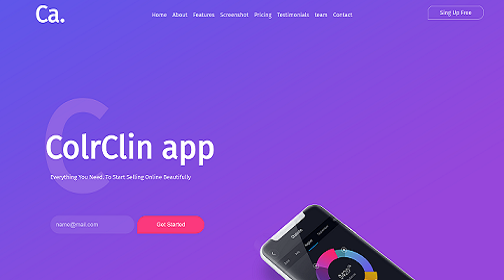 Ca.
Home About Features Screenshot Pricing Testimonials team Contact
Sing Up Free
C
ColrClin app
Everything You Need. To Start Selling Online Beautifully
name@mail.com
Get Started